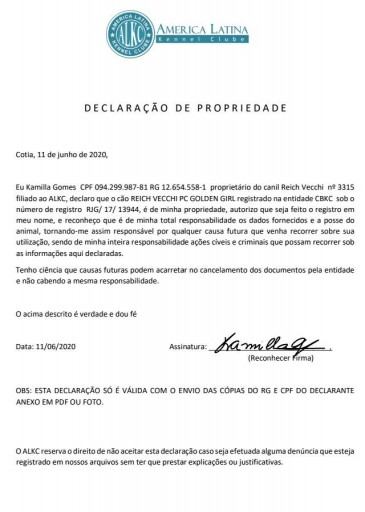 AMERICA LATINA
ALKC
KENNEL CLUBE
AMERICA LATINA
Kennel Clube
DECLARAÇÃO DE PROPRIEDADE
Cotia, 11 de junho de 2020,
Eu Kamilla Gomes CPF 094.299.987-81 RG 12.654.558-1 proprietário do canil Reich Vecchi nº 3315
filiado ao ALKC, declaro que o cão REICH VECCHI PC GOLDEN GIRL registrado na entidade CBKC sob o
número de registro RJG/ 17/ 13944, é de minha propriedade, autorizo que seja feito o registro em
meu nome, e reconheço que é de minha total responsabilidade os dados fornecidos e a posse do
animal, tornando-me assim responsável por qualquer causa futura que venha recorrer sobre sua
utilização, sendo de minha inteira responsabilidade ações cíveis e criminais que possam recorrer sob
as informações aqui declaradas.
Tenho ciência que causas futuras podem acarretar no cancelamento dos documentos pela entidade
e não cabendo a mesma responsabilidade.
O acima descrito é verdade e dou fé
Data: 11/06/2020 Assinatura: KamillaG .
(Reconhecer Firma)
OBS: ESTA DECLARAÇÃO SÓ É VÁLIDA COM O ENVIO DAS CÓPIAS DO RG E CPF DO DECLARANTE
ANEXO EM PDF OU FOTO.
O ALKC reserva o direito de não aceitar esta declaração caso seja efetuada alguma denúncia que esteja
registrado em nossos arquivos sem ter que prestar explicações ou justificativas.